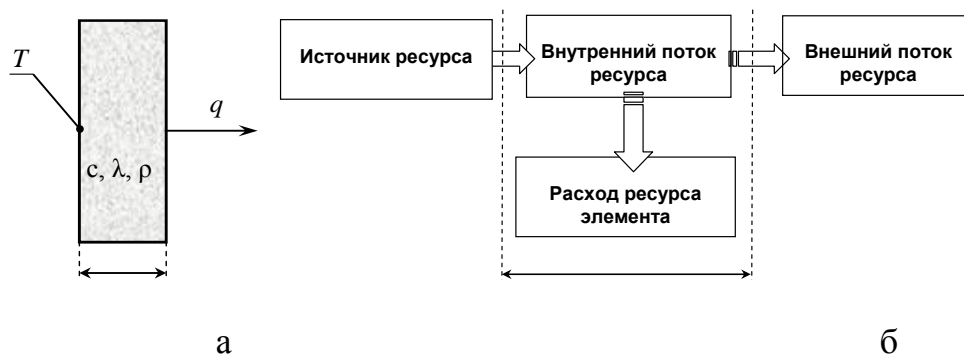 T
q
c, λ, ρ
а
Источник ресурса
Внутренний поток
ресурса
Внешний поток
ресурса
Расход ресурса
элемента
б